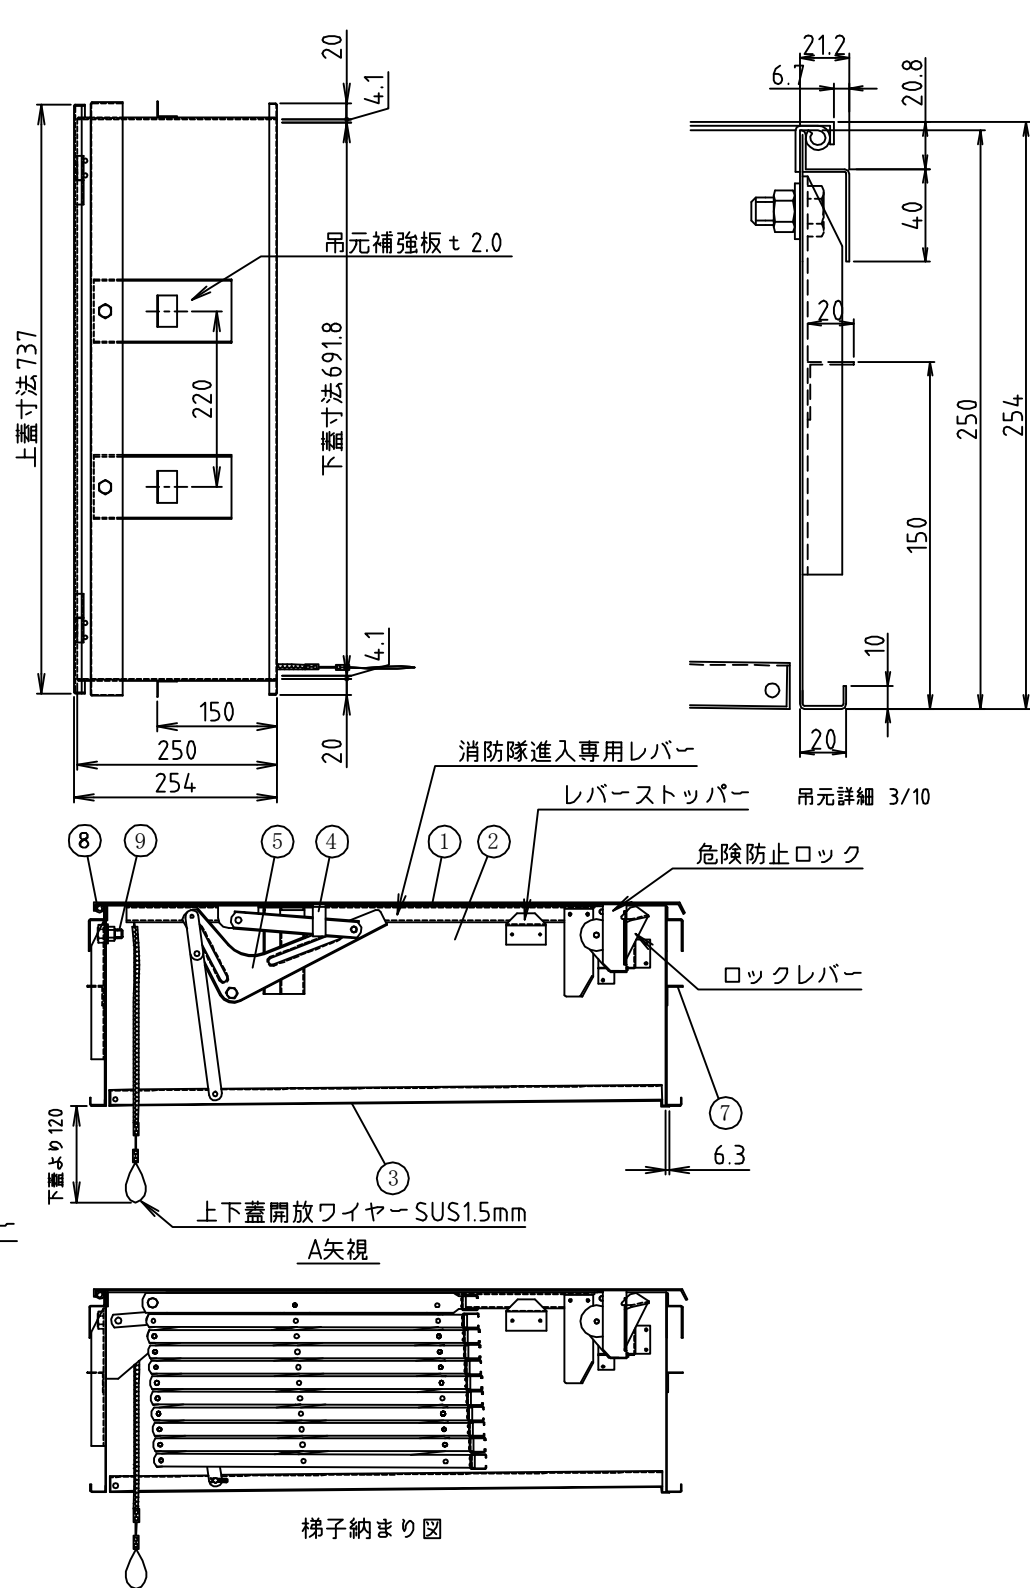 20
4.1
吊元補強板 t 2.0
上蓋寸法737
220
下蓋寸法691.8
4.1
150
250
254
20
21.2
6.7
20.8
40
20
250
254
150
10
20
吊元詳細 3/10
消防隊進入専用レバー
レバーストッパー
⑧ ⑨ ⑤ ④ ① ②
危険防止ロック
ロックレバー
⑦
6.3
下蓋より120
③
上下蓋開放ワイヤーSUS1.5mm
A矢視
梯子納まり図